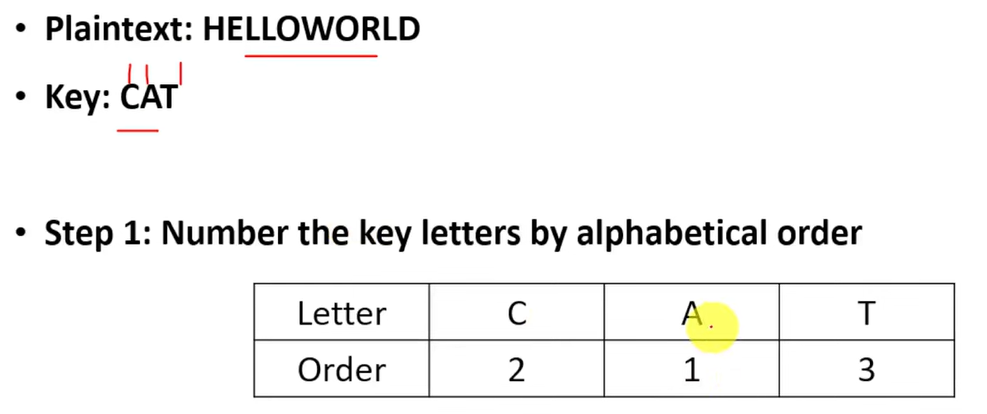 • Plaintext: HELLOWORLD
• Key: CAT
• Step 1: Number the key letters by alphabetical order
Letter C A T
Order 2 1 3